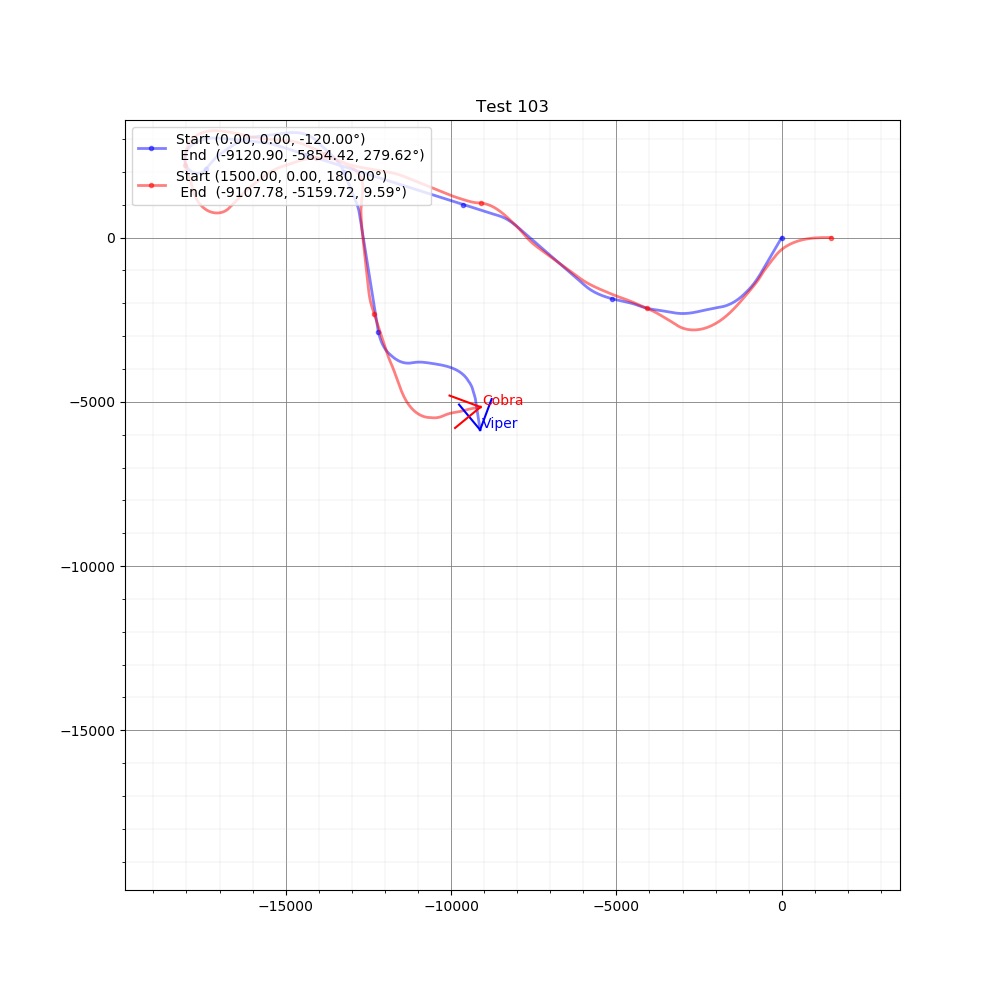 Test 103
Start (0.00, 0.00, -120.00°)
End (-9120.90, -5854.42, 279.62°)
Start (1500.00, 0.00, 180.00°)
End (-9107.78, -5159.72, 9.59°)
0
−5000
−10000
−15000
Cobra
Viper
−15000
−10000
−5000
0